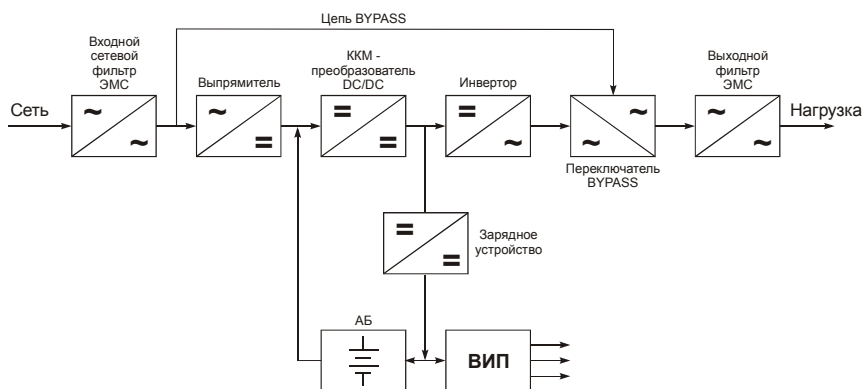 Цепь BYPASS
Входной
сетевой
фильтр
ЭМС
Выпрямитель
ККМ -
преобразователь
DC/DC
Инвертор
Выходной
фильтр
ЭМС
Сеть
Нагрузка
Переключатель
BYPASS
Зарядное
устройство
АБ
ВИП